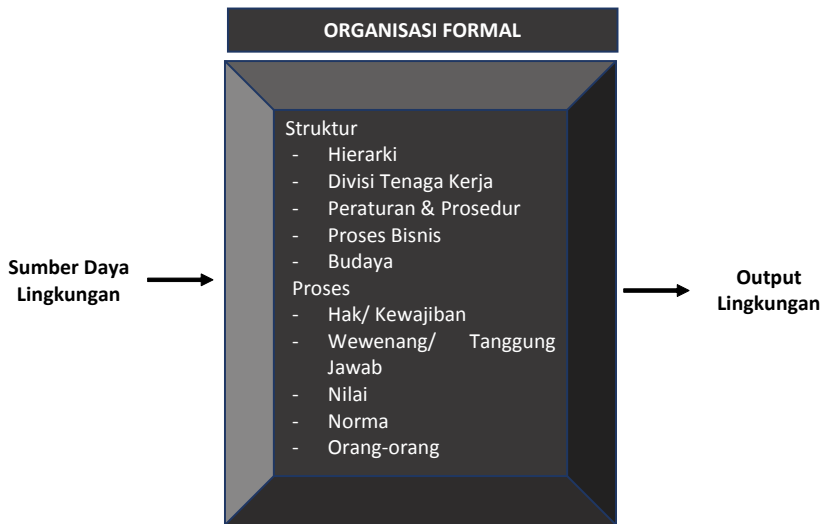 ORGANISASI FORMAL
Struktur
- Hierarki
- Divisi Tenaga Kerja
- Peraturan & Prosedur
- Proses Bisnis
- Budaya
Proses
- Hak/ Kewajiban
- Wewenang/ Tanggung
Jawab
- Nilai
- Norma
- Orang-orang
Sumber Daya
Lingkungan
Output
Lingkungan